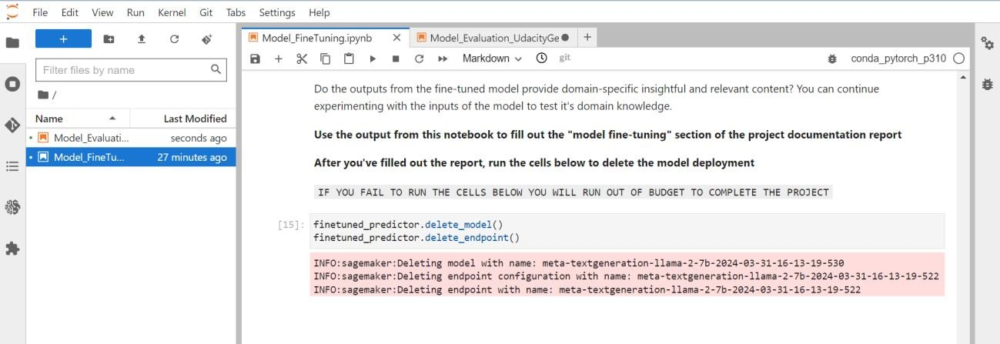 File Edit View Run Kernel Git Tabs Settings Help
+
Filter files by name
/
Name Last Modified
Model_Evaluati... seconds ago
Model_FineTu... 27 minutes ago
Model_FineTuning.ipynb
Model_Evaluation_UdacityGe
Markdown
git
conda_pytorch_p310
Do the outputs from the fine-tuned model provide domain-specific insightful and relevant content? You can continue
experimenting with the inputs of the model to test it's domain knowledge.
Use the output from this notebook to fill out the "model fine-tuning" section of the project documentation report
After you've filled out the report, run the cells below to delete the model deployment
IF YOU FAIL TO RUN THE CELLS BELOW YOU WILL RUN OUT OF BUDGET TO COMPLETE THE PROJECT
[15]: finetuned_predictor.delete_model()
finetuned_predictor.delete_endpoint()
INFO:sagemaker:Deleting model with name: meta-textgeneration-llama-2-7b-2024-03-31-16-13-19-530
INFO:sagemaker:Deleting endpoint configuration with name: meta-textgeneration-llama-2-7b-2024-03-31-16-13-19-522
INFO:sagemaker:Deleting endpoint with name: meta-textgeneration-llama-2-7b-2024-03-31-16-13-19-522